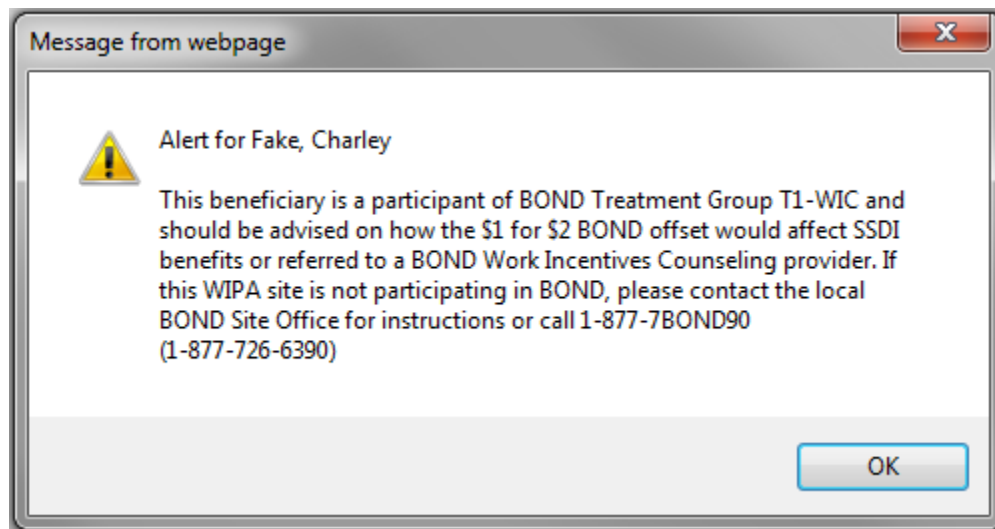 Message from webpage
Alert for Fake, Charley
This beneficiary is a participant of BOND Treatment Group T1-WIC and
should be advised on how the $1 for $2 BOND offset would affect SSDI
benefits or referred to a BOND Work Incentives Counseling provider. If
this WIPA site is not participating in BOND, please contact the local
BOND Site Office for instructions or call 1-877-7BOND90
(1-877-726-6390)
OK